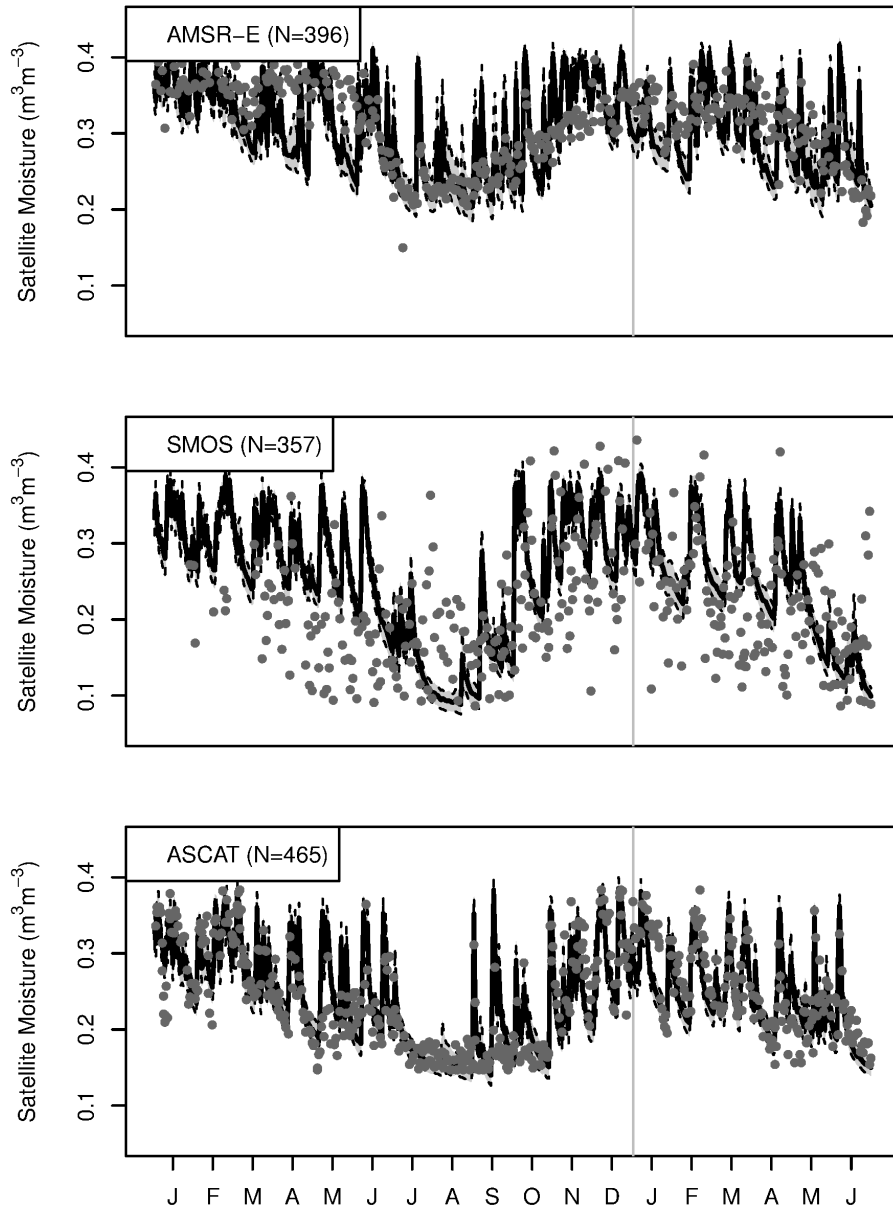 AMSR−E (N=396)
Satellite Moisture (m³m⁻³)
0.4
0.3
0.2
0.1
SMOS (N=357)
Satellite Moisture (m³m⁻³)
0.4
0.3
0.2
0.1
ASCAT (N=465)
Satellite Moisture (m³m⁻³)
0.4
0.3
0.2
0.1
J F M A M J J A S O N D J F M A M J